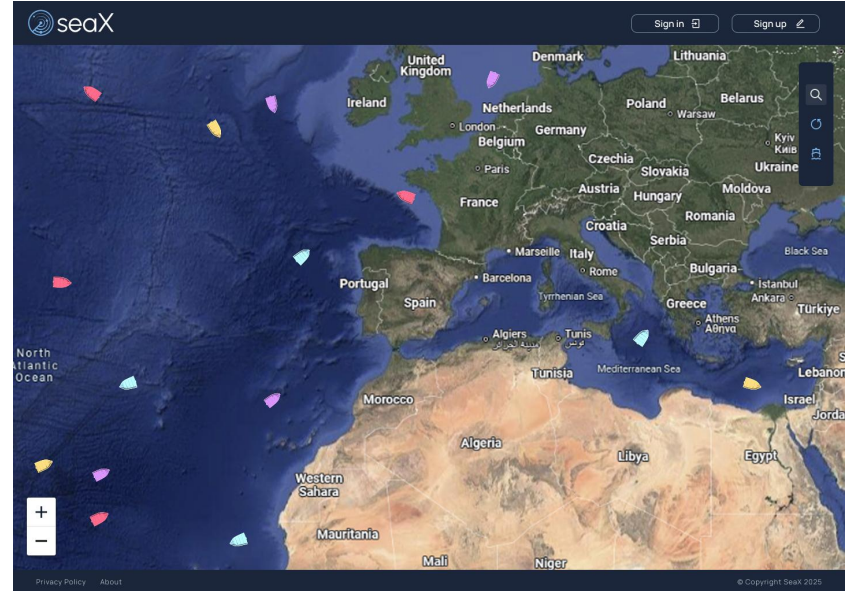 seaX
Sign in
Sign up
United
Kingdom
Denmark
Lithuania
Ireland
Netherlands
Poland
Belarus
Warsaw
London
Belgium
Germany
Kyiv
Київ
Paris
Czechia
Slovakia
Ukraine
France
Austria
Hungary
Moldova
Romania
Croatia
Serbia
Marseille
Italy
Black Sea
Portugal
Barcelona
Rome
Bulgaria
Spain
Tyrrhenian Sea
Istanbul
Ankara
Greece
Türkiye
Athens
Αθήνα
Algiers
مدينة الجزائر
Tunis
تونس
North
Atlantic
Ocean
Tunisia
Mediterranean Sea
Lebanon
Morocco
Israel
Jorda
Algeria
Libya
Egypt
Western
Sahara
+
−
Mauritania
Mali
Niger
Privacy Policy
About
© Copyright SeaX 2025